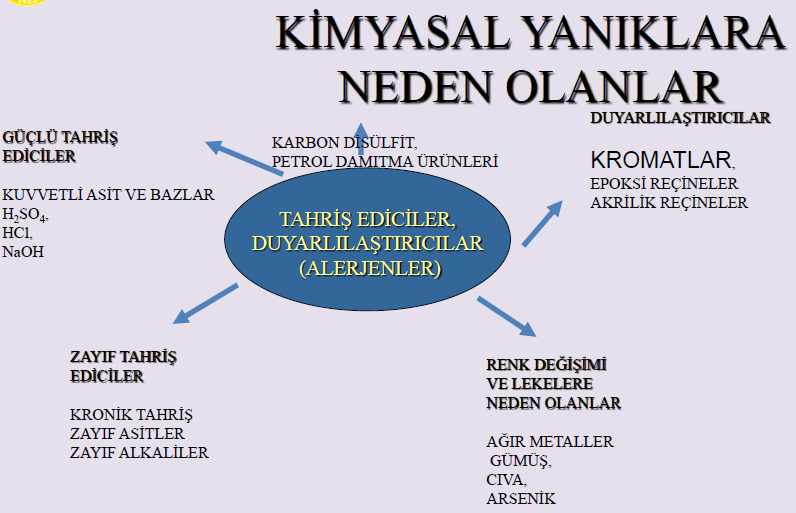 KİMYASAL YANIKLARA
NEDEN OLANLAR
GÜÇLÜ TAHRİŞ
EDİCİLER
KUVVETLİ ASİT VE BAZLAR
H₂SO₄,
HCl,
NaOH
KARBON DİSÜLFİT,
PETROL DAMITMA ÜRÜNLERİ
DUYARLILAŞTIRICILAR
KROMATLAR,
EPOKSİ REÇİNELER
AKRİLİK REÇİNELER
TAHRİŞ EDİCİLER,
DUYARLILAŞTIRICILAR
(ALERJENLER)
ZAYIF TAHRİŞ
EDİCİLER
KRONİK TAHRİŞ
ZAYIF ASİTLER
ZAYIF ALKALİLER
RENK DEĞİŞİMİ
VE LEKELERE
NEDEN OLANLAR
AĞIR METALLER
GÜMÜŞ,
CIVA,
ARSENİK